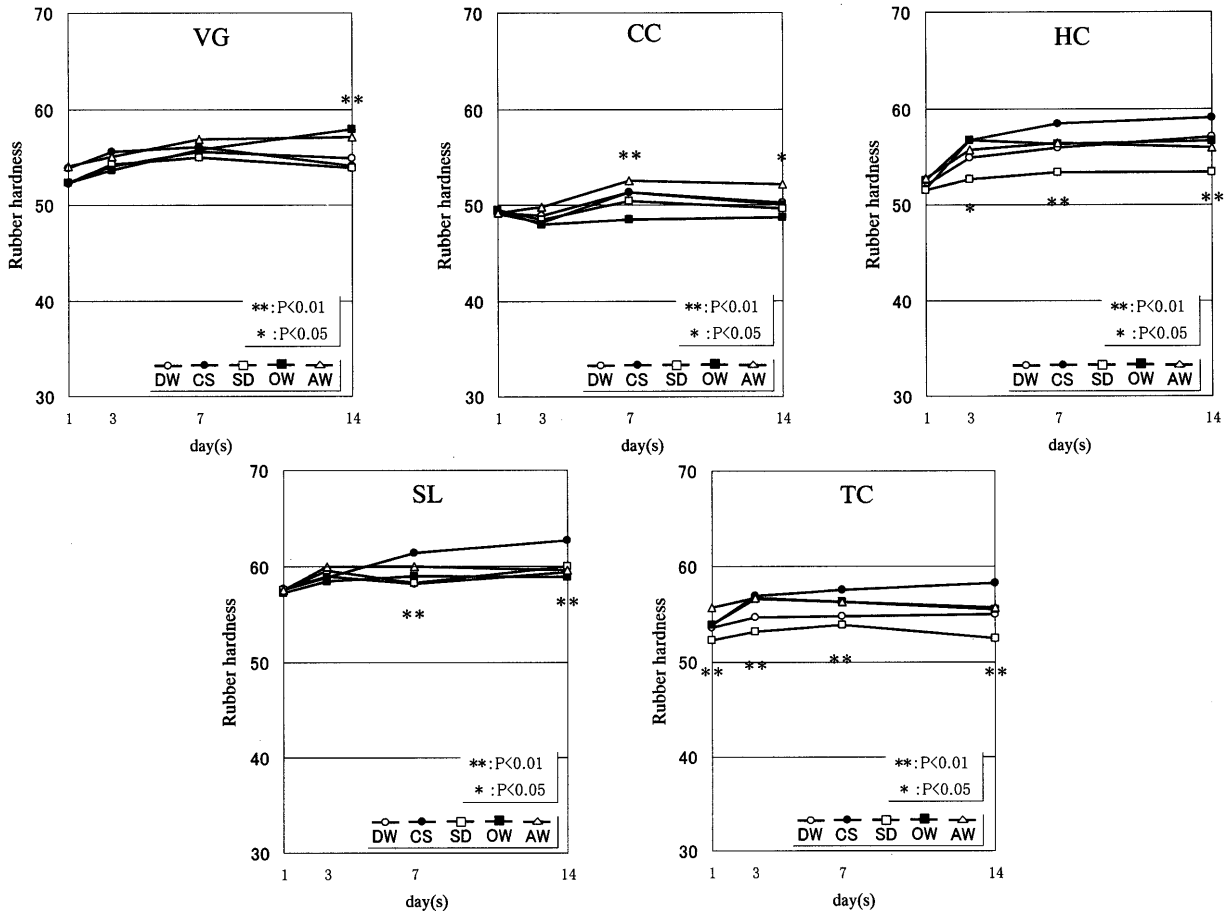 VG
Rubber hardness
70
60
50
40
30
**
**:P<0.01
* :P<0.05
DW CS SD OW AW
1 3 7 14
day(s)
CC
Rubber hardness
70
60
50
40
30
** *
**:P<0.01
* :P<0.05
DW CS SD OW AW
1 3 7 14
day(s)
HC
Rubber hardness
70
60
50
40
30
* ** **
**:P<0.01
* :P<0.05
DW CS SD OW AW
1 3 7 14
day(s)
SL
Rubber hardness
70
60
50
40
30
** **
**:P<0.01
* :P<0.05
DW CS SD OW AW
1 3 7 14
day(s)
TC
Rubber hardness
70
60
50
40
30
** ** ** **
**:P<0.01
* :P<0.05
DW CS SD OW AW
1 3 7 14
day(s)